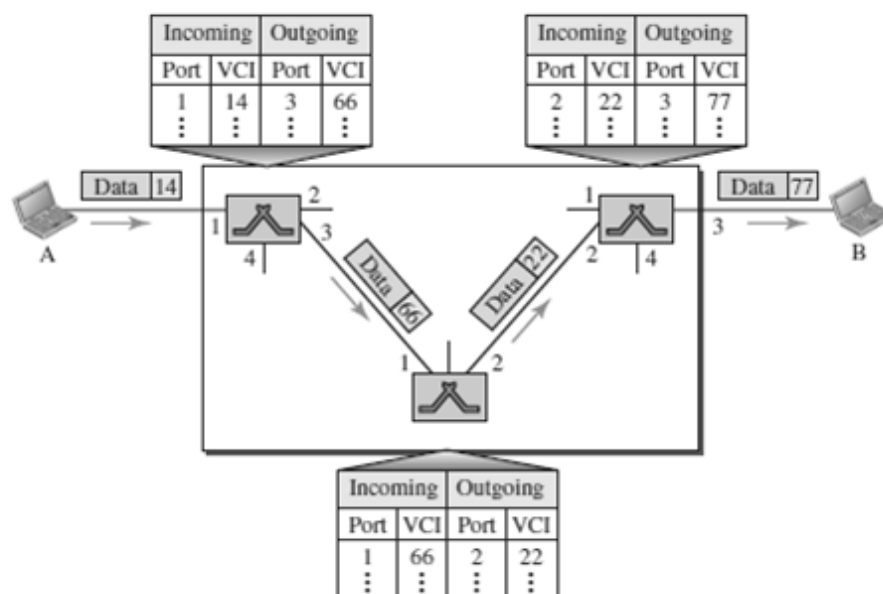 Incoming Outgoing
Port VCI Port VCI
1 14 3 66
Incoming Outgoing
Port VCI Port VCI
2 22 3 77
Data 14
A
1
2
3
4
Data 66
Data 22
1
2
1
2
3
4
Data 77
B
Incoming Outgoing
Port VCI Port VCI
1 66 2 22